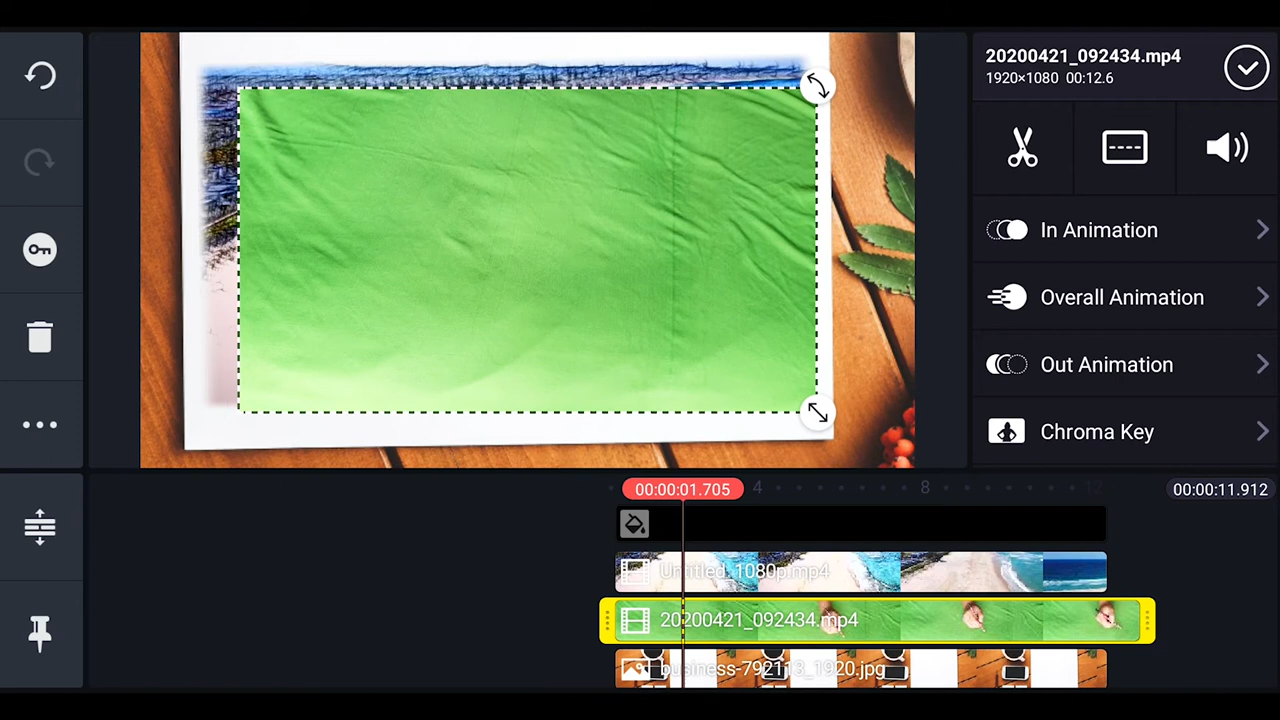 20200421_092434.mp4
1920×1080 00:12.6
In Animation
Overall Animation
Out Animation
Chroma Key
00:00:01.705
4
8
12
00:00:11.912
Untitled_1080p.mp4
20200421_092434.mp4
business-792113_1920.jpg